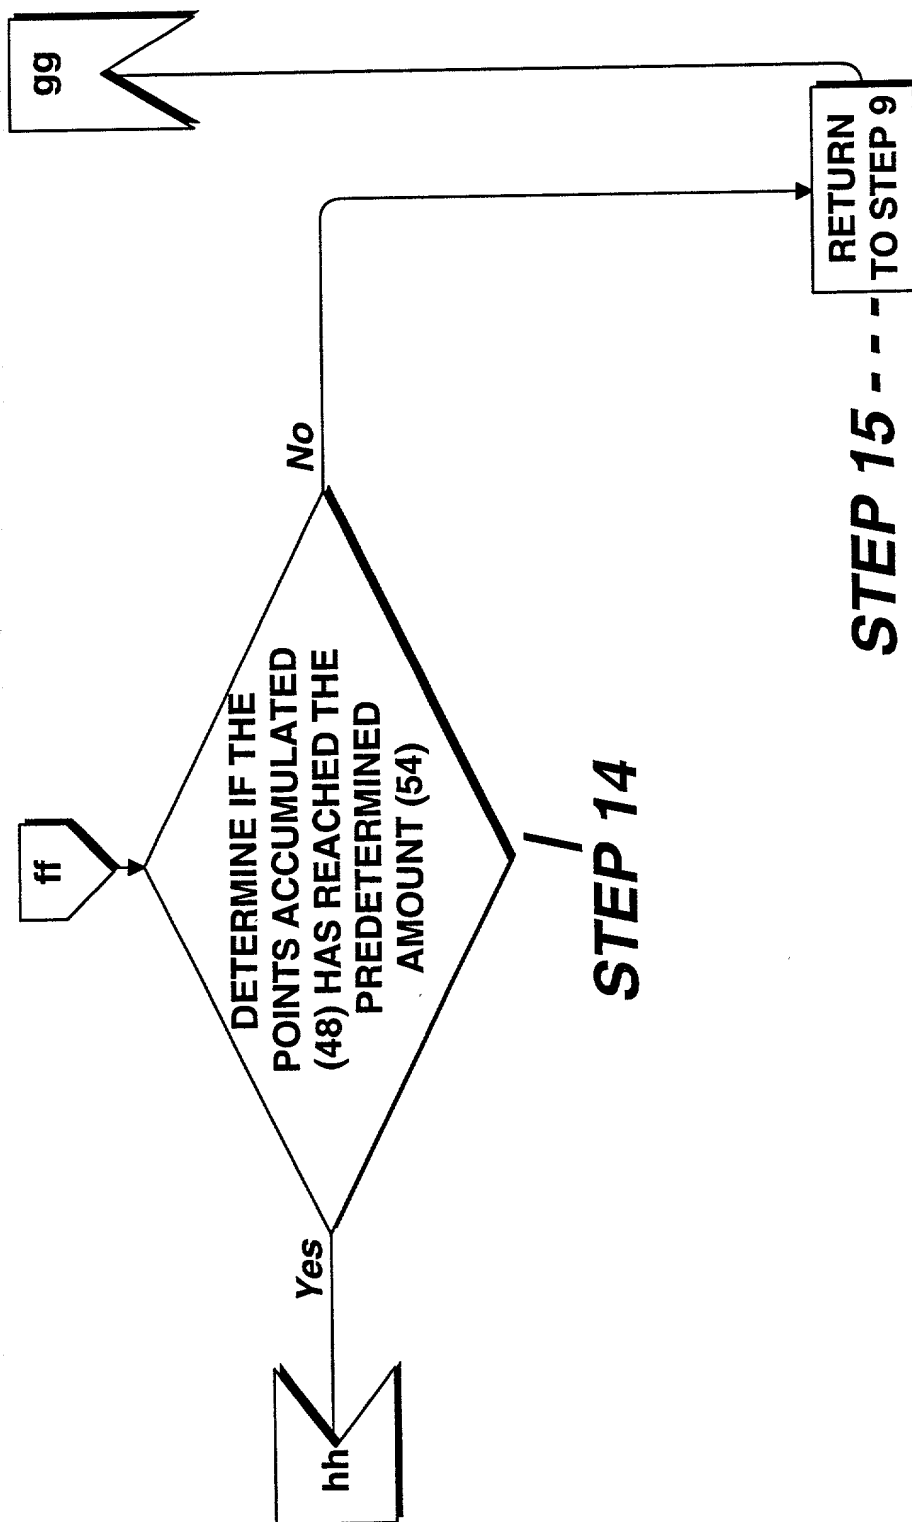 ff
gg
DETERMINE IF THE
POINTS ACCUMULATED
(48) HAS REACHED THE
PREDETERMINED
AMOUNT (54)
Yes
No
hh
STEP 14
RETURN
TO STEP 9
STEP 15 - - -